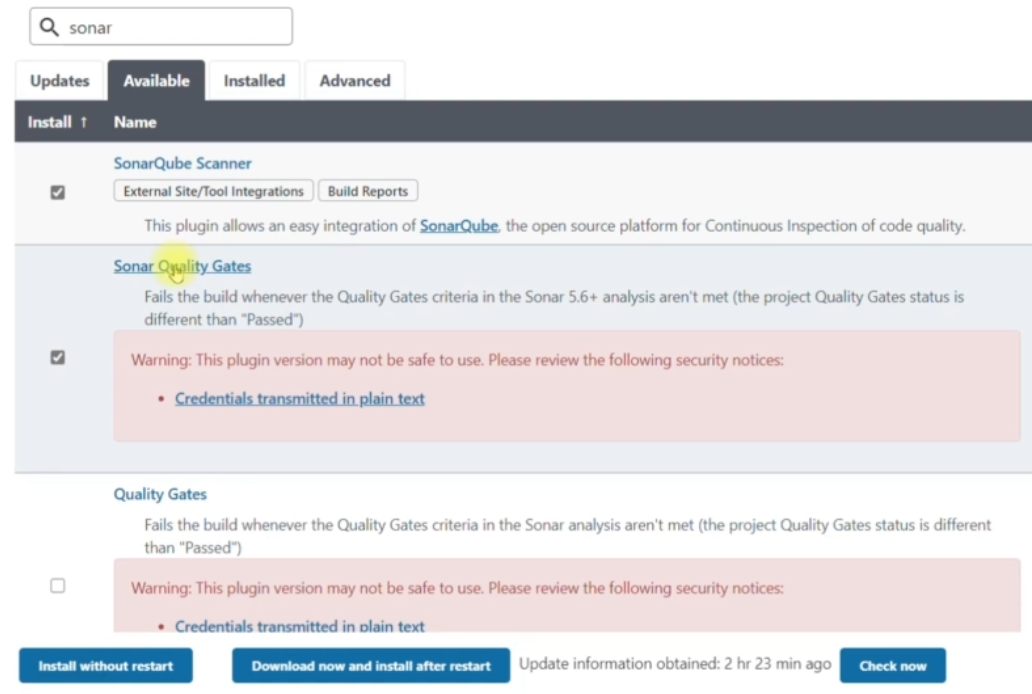 sonar
Updates Available Installed Advanced
Install ↑ Name
SonarQube Scanner
External Site/Tool Integrations Build Reports
This plugin allows an easy integration of SonarQube, the open source platform for Continuous Inspection of code quality.
Sonar Quality Gates
Fails the build whenever the Quality Gates criteria in the Sonar 5.6+ analysis aren't met (the project Quality Gates status is
different than "Passed")
Warning: This plugin version may not be safe to use. Please review the following security notices:
• Credentials transmitted in plain text
Quality Gates
Fails the build whenever the Quality Gates criteria in the Sonar analysis aren't met (the project Quality Gates status is different
than "Passed")
Warning: This plugin version may not be safe to use. Please review the following security notices:
• Credentials transmitted in plain text
Install without restart Download now and install after restart Update information obtained: 2 hr 23 min ago Check now